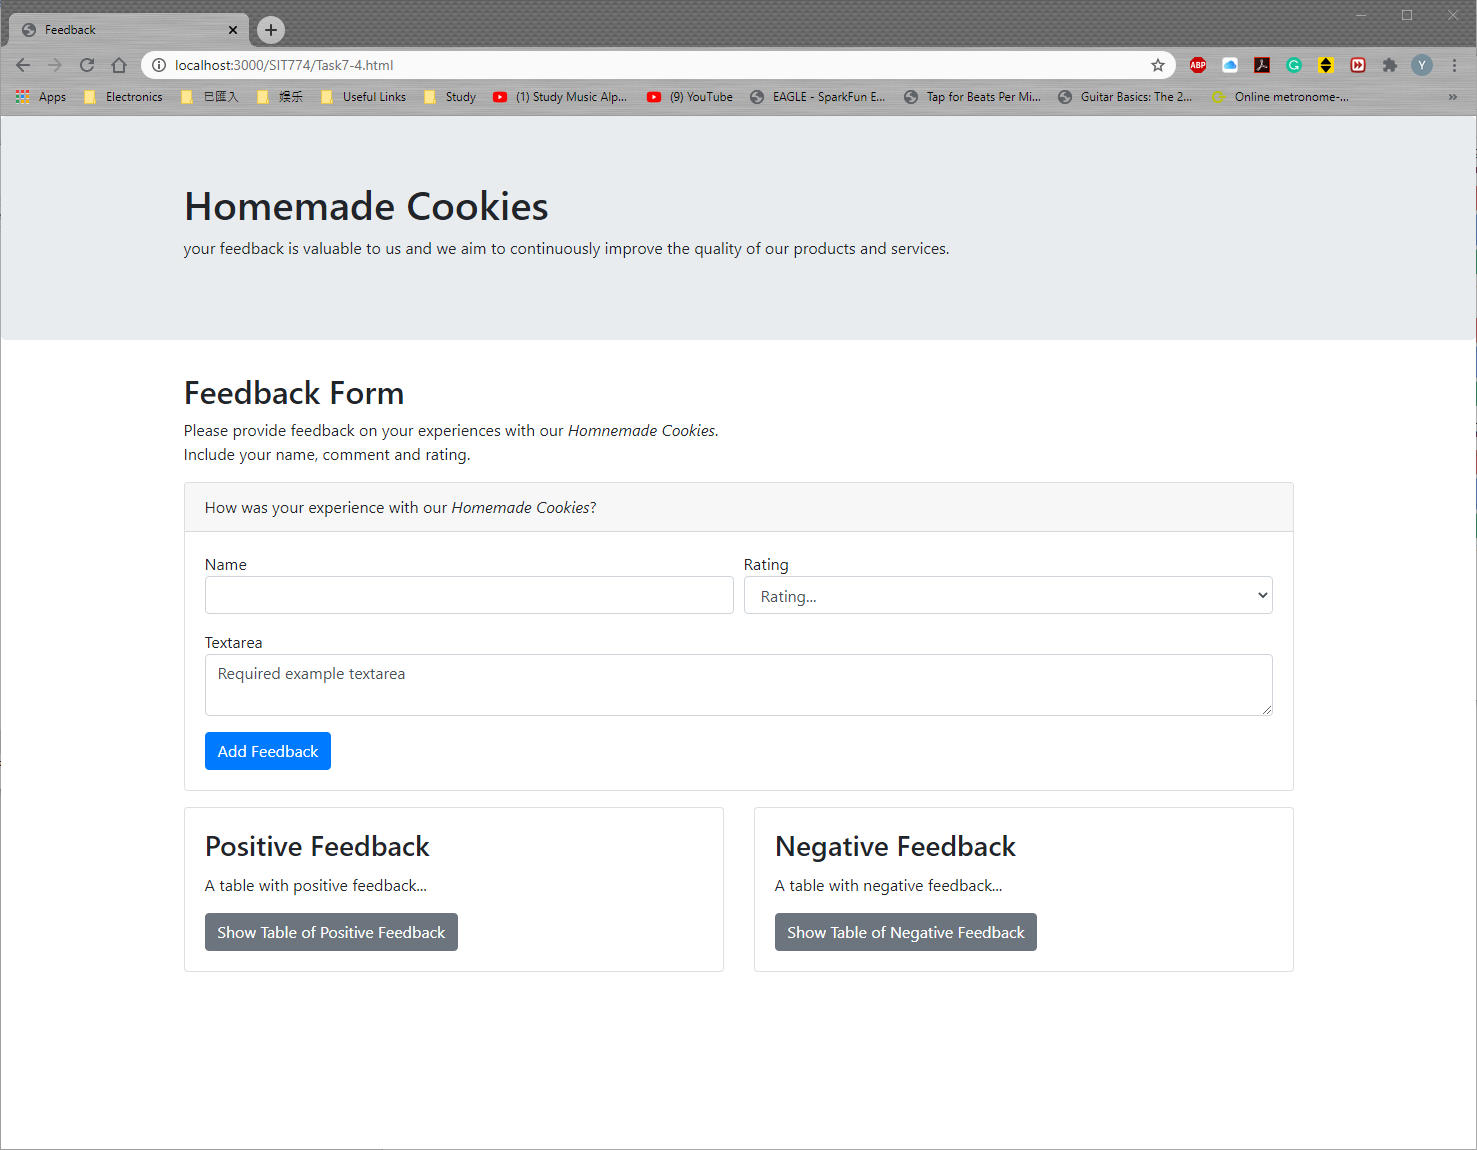 Feedback
localhost:3000/SIT774/Task7-4.html
ABP
Y
Apps
Electronics
已匯入
娱乐
Useful Links
Study
(1) Study Music Alp...
(9) YouTube
EAGLE - SparkFun E...
Tap for Beats Per Mi...
Guitar Basics: The 2...
Online metronome-...
Homemade Cookies
your feedback is valuable to us and we aim to continuously improve the quality of our products and services.
Feedback Form
Please provide feedback on your experiences with our Homnemade Cookies.
Include your name, comment and rating.
How was your experience with our Homemade Cookies?
Name
Rating
Rating...
Textarea
Required example textarea
Add Feedback
Positive Feedback
Negative Feedback
A table with positive feedback...
A table with negative feedback...
Show Table of Positive Feedback
Show Table of Negative Feedback